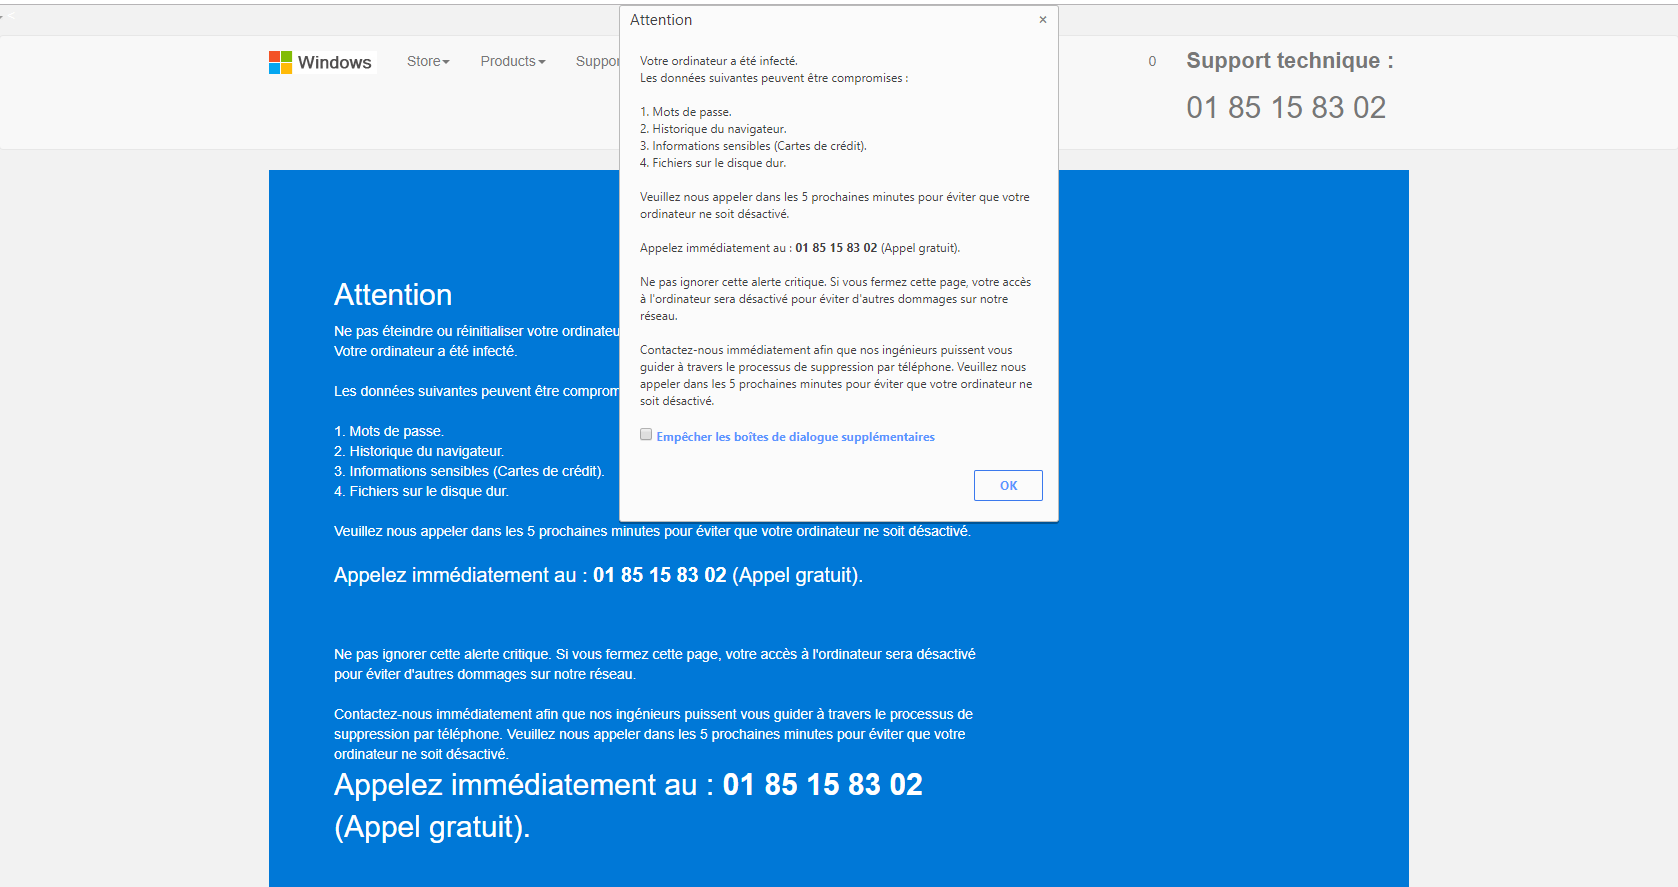 Windows
Store
Products
Suppo
0
Support technique :
01 85 15 83 02
Attention
×
Votre ordinateur a été infecté.
Les données suivantes peuvent être compromises :
1. Mots de passe.
2. Historique du navigateur.
3. Informations sensibles (Cartes de crédit).
4. Fichiers sur le disque dur.
Veuillez nous appeler dans les 5 prochaines minutes pour éviter que votre
ordinateur ne soit désactivé.
Appelez immédiatement au : 01 85 15 83 02 (Appel gratuit).
Ne pas ignorer cette alerte critique. Si vous fermez cette page, votre accès
à l'ordinateur sera désactivé pour éviter d'autres dommages sur notre
réseau.
Contactez-nous immédiatement afin que nos ingénieurs puissent vous
guider à travers le processus de suppression par téléphone. Veuillez nous
appeler dans les 5 prochaines minutes pour éviter que votre ordinateur ne
soit désactivé.
Empêcher les boîtes de dialogue supplémentaires
OK
Attention
Ne pas éteindre ou réinitialiser votre ordinateu
Votre ordinateur a été infecté.
Les données suivantes peuvent être comprom
1. Mots de passe.
2. Historique du navigateur.
3. Informations sensibles (Cartes de crédit).
4. Fichiers sur le disque dur.
Veuillez nous appeler dans les 5 prochaines minutes pour éviter que votre ordinateur ne soit désactivé.
Appelez immédiatement au : 01 85 15 83 02 (Appel gratuit).
Ne pas ignorer cette alerte critique. Si vous fermez cette page, votre accès à l'ordinateur sera désactivé
pour éviter d'autres dommages sur notre réseau.
Contactez-nous immédiatement afin que nos ingénieurs puissent vous guider à travers le processus de
suppression par téléphone. Veuillez nous appeler dans les 5 prochaines minutes pour éviter que votre
ordinateur ne soit désactivé.
Appelez immédiatement au : 01 85 15 83 02
(Appel gratuit).